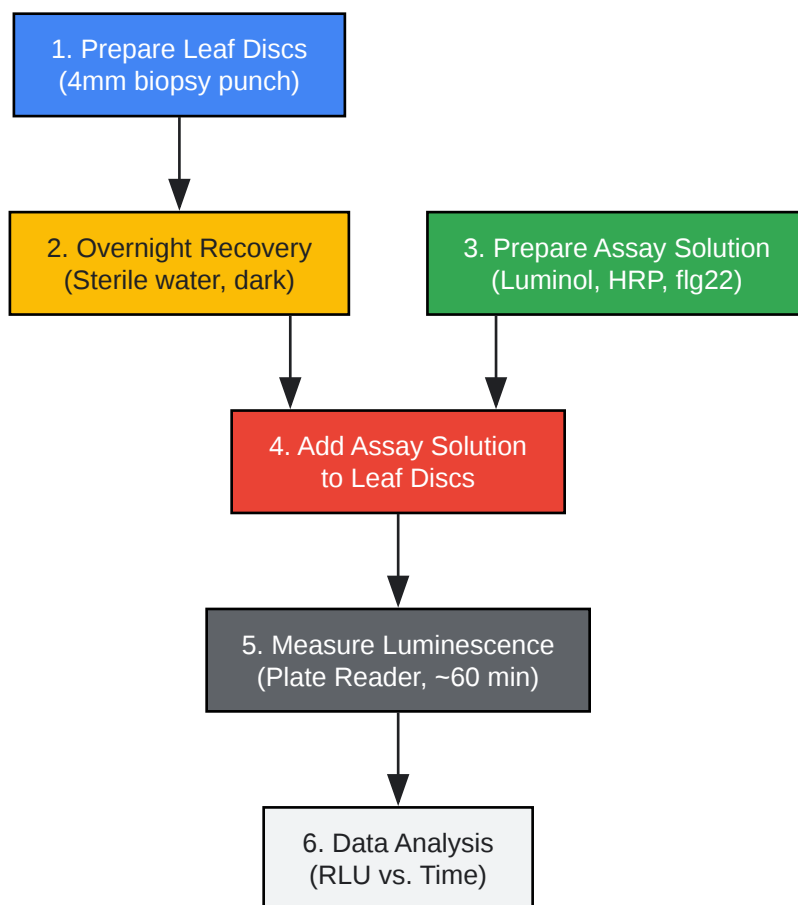 1. Prepare Leaf Discs
(4mm biopsy punch)
2. Overnight Recovery
(Sterile water, dark)
3. Prepare Assay Solution
(Luminol, HRP, flg22)
4. Add Assay Solution
to Leaf Discs
5. Measure Luminescence
(Plate Reader, ~60 min)
6. Data Analysis
(RLU vs. Time)